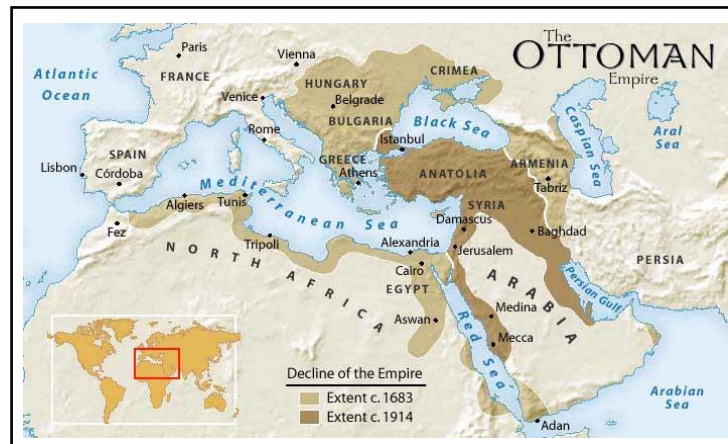 The
OTTOMAN
Empire
Atlantic
Ocean
Paris
FRANCE
Vienna
HUNGARY
CRIMEA
Venice
Belgrade
BULGARIA
Black Sea
Caspian Sea
Aral
Sea
Rome
Istanbul
SPAIN
Lisbon
Córdoba
GREECE
Athens
ANATOLIA
ARMENIA
Tabriz
Mediterranean Sea
Algiers
Tunis
SYRIA
Damascus
Baghdad
Fez
Tripoli
Alexandria
Jerusalem
PERSIA
NORTH AFRICA
Cairo
EGYPT
ARABIA
Persian Gulf
Medina
Aswan
Red Sea
Mecca
Decline of the Empire
Extent c. 1683
Extent c. 1914
Arabian
Sea
Adan